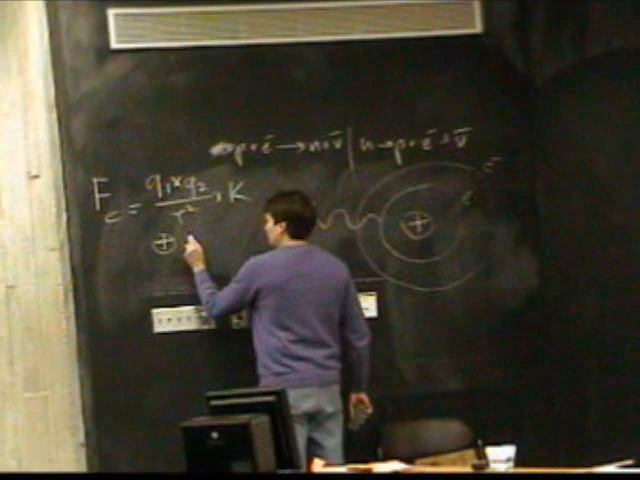 p + e⁻ → n + ν | n → p + e⁻ + ν̅
F_c = q₁ × q₂ / r² · K
⊕
e⁻
⊕